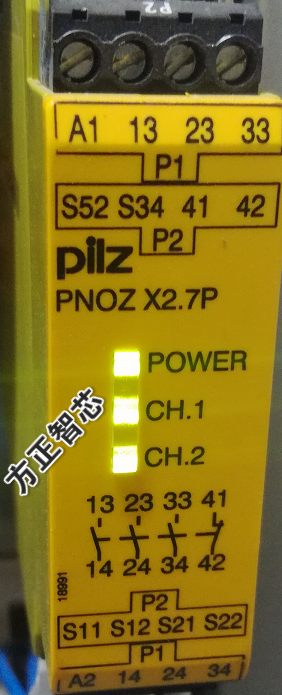 P2
A1 13 23 33
P1
S52 S34 41 42
P2
pilz
PNOZ X2.7P
POWER
CH.1
CH.2
方正智芯
13 23 33 41
14 24 34 42
18991
P2
S11 S12 S21 S22
P1
A2 14 24 34